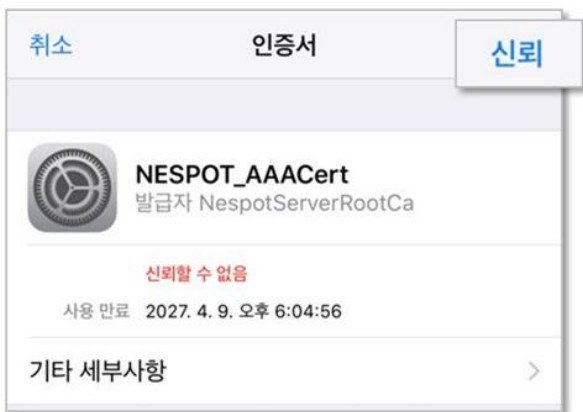 취소
인증서
신뢰
NESPOT_AAACert
발급자 NespotServerRootCa
신뢰할 수 없음
사용 만료 2027. 4. 9. 오후 6:04:56
기타 세부사항